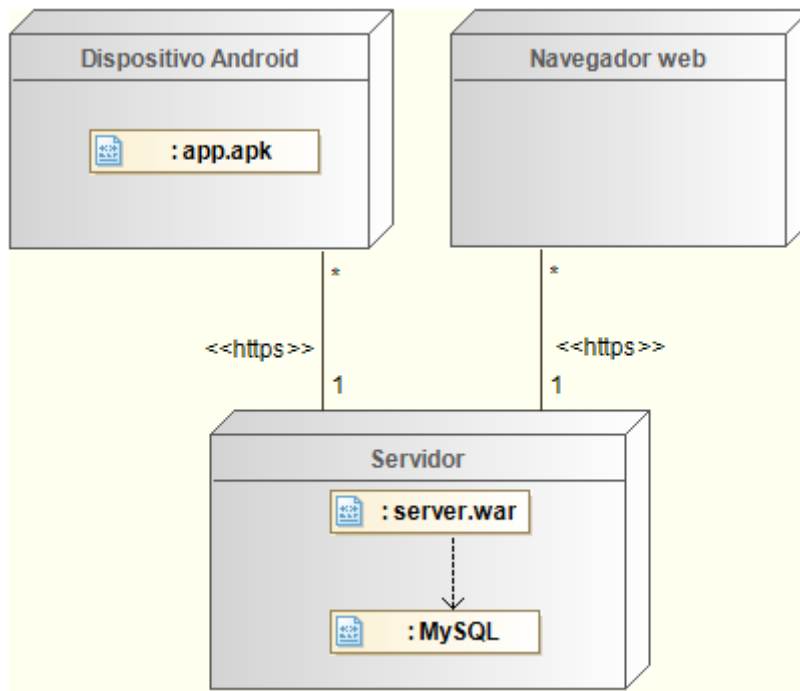 Dispositivo Android
Navegador web
: app.apk
*
*
<<https>>
<<https>>
1
1
Servidor
: server.war
: MySQL